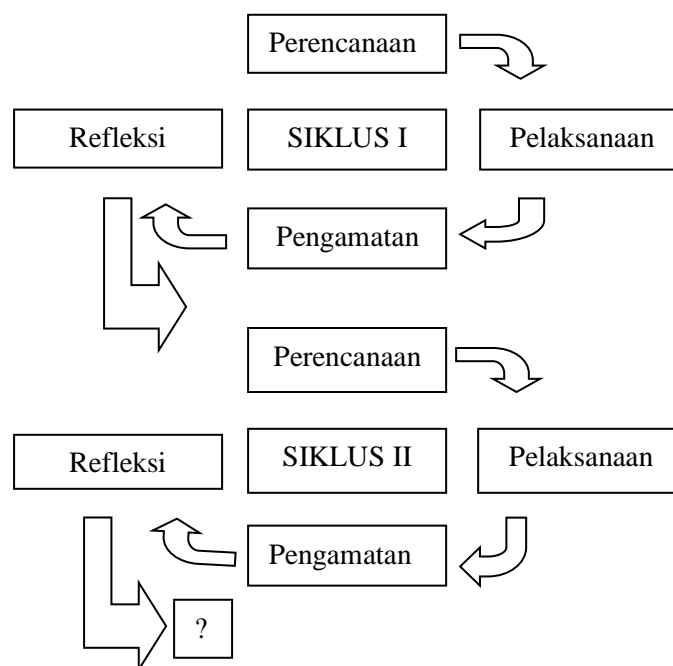 Perencanaan
Refleksi
SIKLUS I
Pelaksanaan
Pengamatan
Perencanaan
Refleksi
SIKLUS II
Pelaksanaan
Pengamatan
?